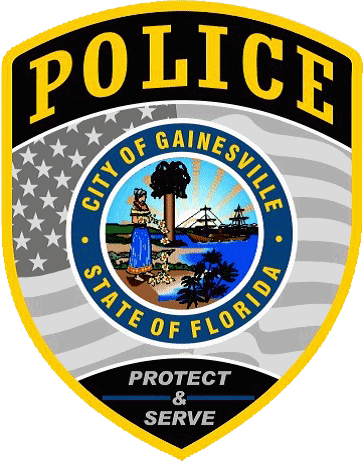 POLICE
CITY OF GAINESVILLE
STATE OF FLORIDA
PROTECT
&
SERVE